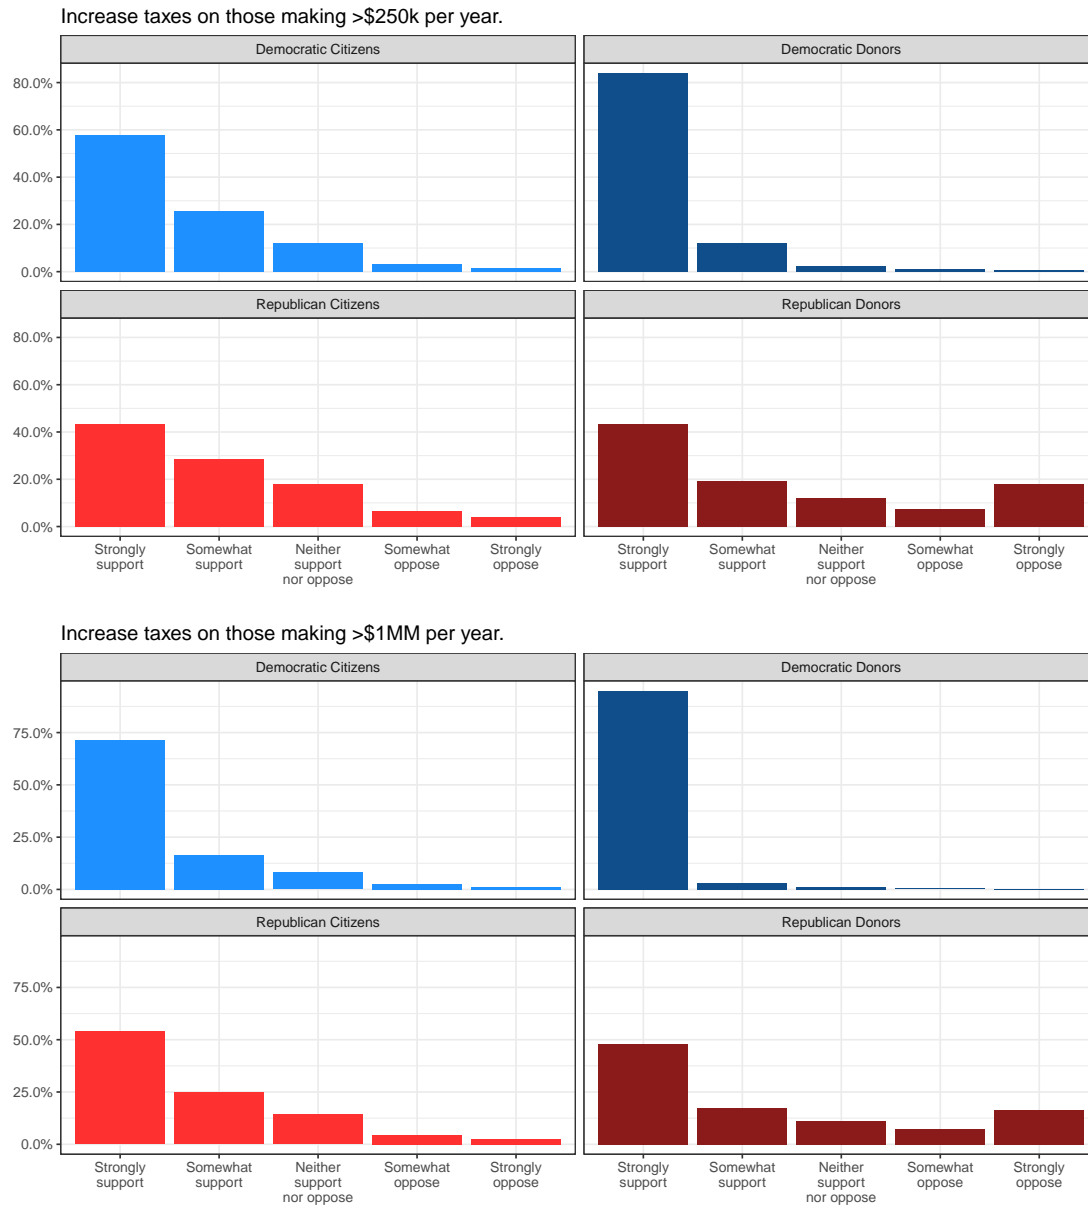 Increase taxes on those making >$250k per year.
Democratic Citizens
Democratic Donors
80.0%
60.0%
40.0%
20.0%
0.0%
Republican Citizens
Republican Donors
80.0%
60.0%
40.0%
20.0%
0.0%
Strongly support
Somewhat support
Neither support nor oppose
Somewhat oppose
Strongly oppose
Strongly support
Somewhat support
Neither support nor oppose
Somewhat oppose
Strongly oppose
Increase taxes on those making >$1MM per year.
Democratic Citizens
Democratic Donors
75.0%
50.0%
25.0%
0.0%
Republican Citizens
Republican Donors
75.0%
50.0%
25.0%
0.0%
Strongly support
Somewhat support
Neither support nor oppose
Somewhat oppose
Strongly oppose
Strongly support
Somewhat support
Neither support nor oppose
Somewhat oppose
Strongly oppose